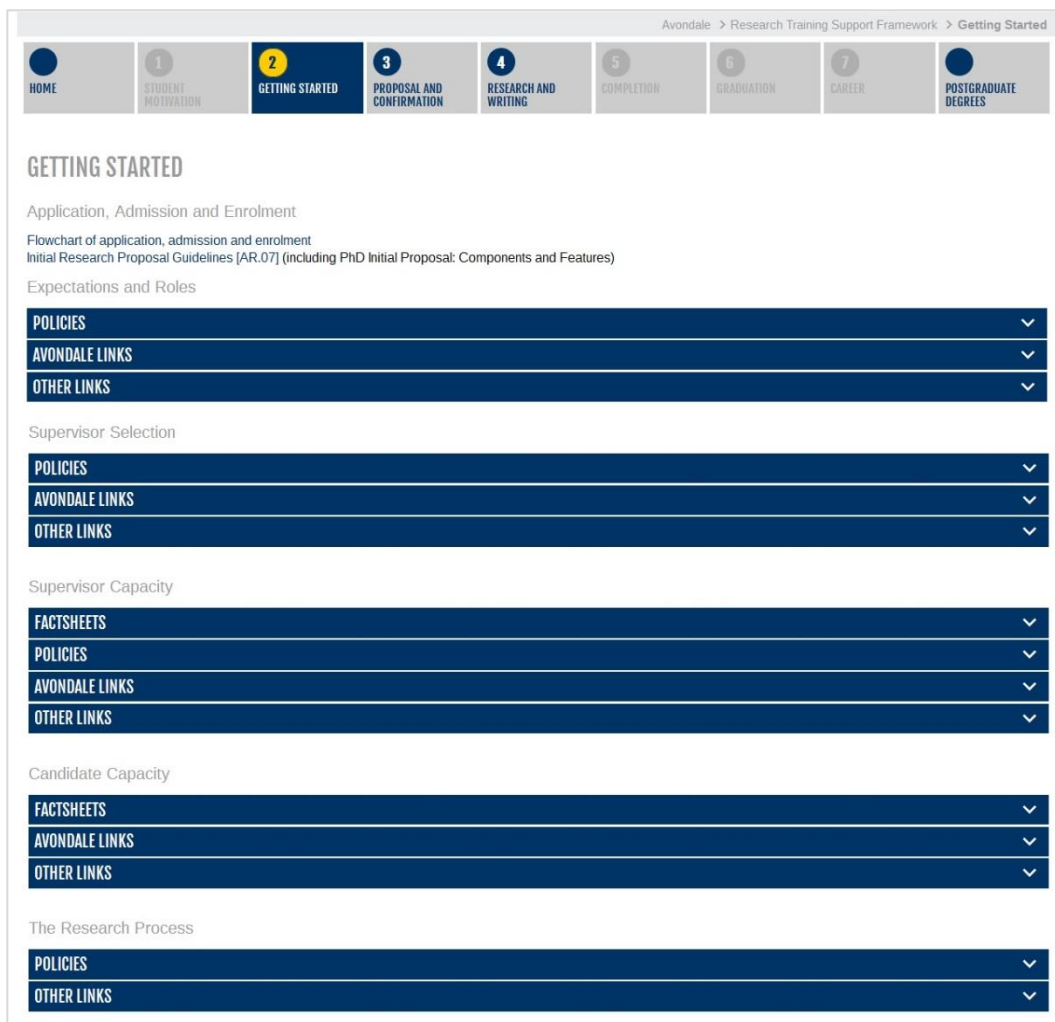 Avondale > Research Training Support Framework > Getting Started
HOME
1
STUDENT
MOTIVATION
2
GETTING STARTED
3
PROPOSAL AND
CONFIRMATION
4
RESEARCH AND
WRITING
5
COMPLETION
6
GRADUATION
7
CAREER
POSTGRADUATE
DEGREES
GETTING STARTED
Application, Admission and Enrolment
Flowchart of application, admission and enrolment
Initial Research Proposal Guidelines [AR.07] (including PhD Initial Proposal: Components and Features)
Expectations and Roles
POLICIES
AVONDALE LINKS
OTHER LINKS
Supervisor Selection
POLICIES
AVONDALE LINKS
OTHER LINKS
Supervisor Capacity
FACTSHEETS
POLICIES
AVONDALE LINKS
OTHER LINKS
Candidate Capacity
FACTSHEETS
AVONDALE LINKS
OTHER LINKS
The Research Process
POLICIES
OTHER LINKS